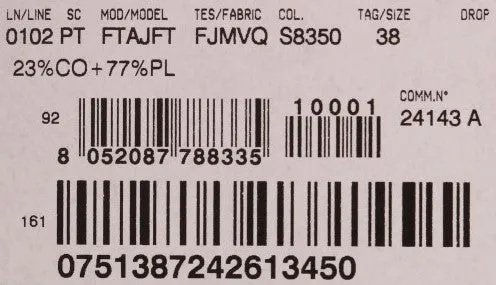 LN/LINE SC MOD/MODEL TES/FABRIC COL. TAG/SIZE DROP
0102 PT FTAJFT FJMVQ S8350 38
23%CO+77%PL
92 10001 COMM.N°
24143 A
8 052087 788335
161
0751387242613450